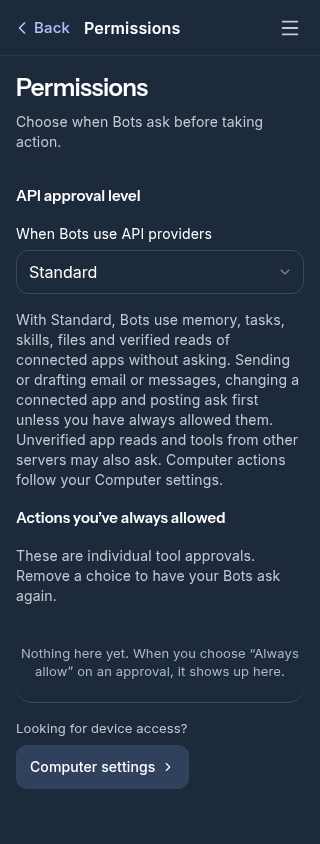 Back Permissions
Permissions
Choose when Bots ask before taking
action.
API approval level
When Bots use API providers
Standard
With Standard, Bots use memory, tasks,
skills, files and verified reads of
connected apps without asking. Sending
or drafting email or messages, changing a
connected app and posting ask first
unless you have always allowed them.
Unverified app reads and tools from other
servers may also ask. Computer actions
follow your Computer settings.
Actions you’ve always allowed
These are individual tool approvals.
Remove a choice to have your Bots ask
again.
Nothing here yet. When you choose “Always
allow” on an approval, it shows up here.
Looking for device access?
Computer settings